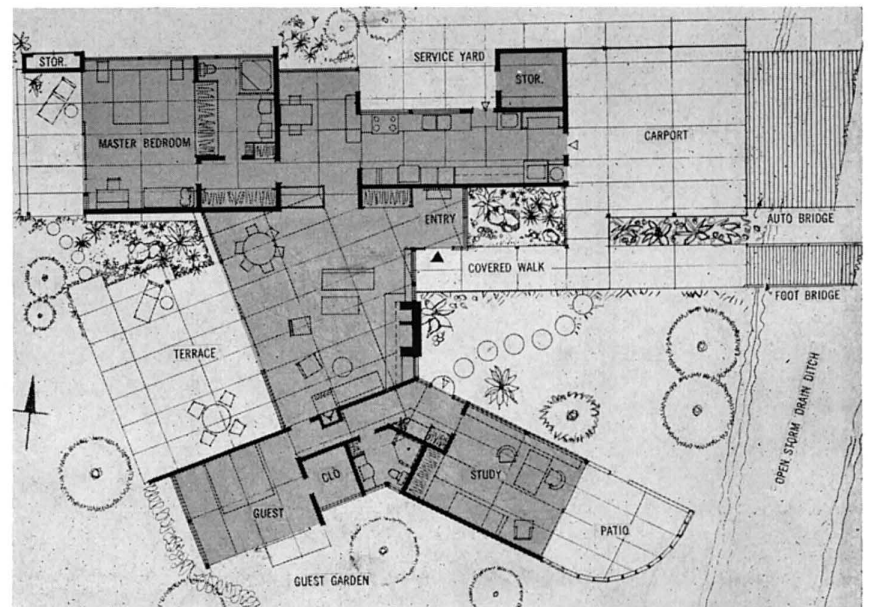 STOR.
SERVICE YARD
STOR.
MASTER BEDROOM
CARPORT
ENTRY
AUTO BRIDGE
COVERED WALK
FOOT BRIDGE
TERRACE
OPEN STORM DRAIN DITCH
CLO
STUDY
GUEST
PATIO
GUEST GARDEN